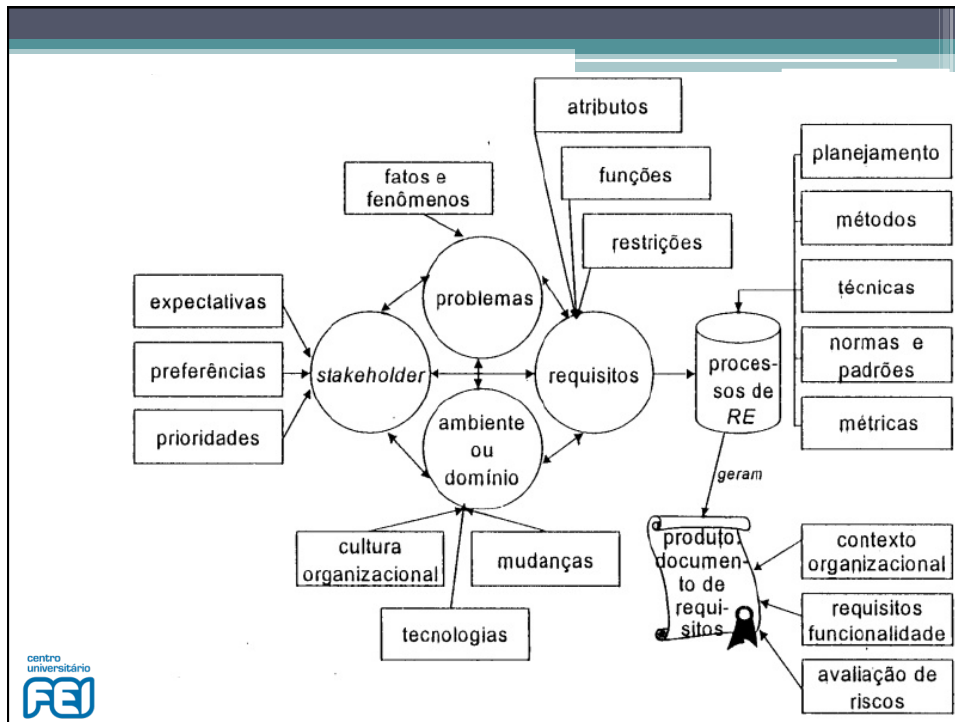 atributos
planejamento
funções
fatos e
fenômenos
métodos
restrições
expectativas
problemas
técnicas
preferências
stakeholder
requisitos
proces-
sos de
RE
normas e
padrões
prioridades
ambiente
ou
domínio
métricas
geram
cultura
organizacional
mudanças
produto:
documen-
to de
requi-
sitos
contexto
organizacional
tecnologias
requisitos
funcionalidade
avaliação de
riscos
centro
universitário
FEI